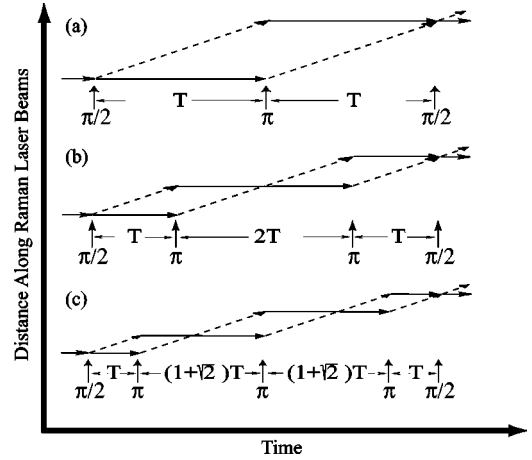 (a)
T T
π/2 π π/2
(b)
T 2T T
π/2 π π π/2
(c)
T (1+√2)T (1+√2)T T
π/2 π π π π/2
Distance Along Raman Laser Beams
Time